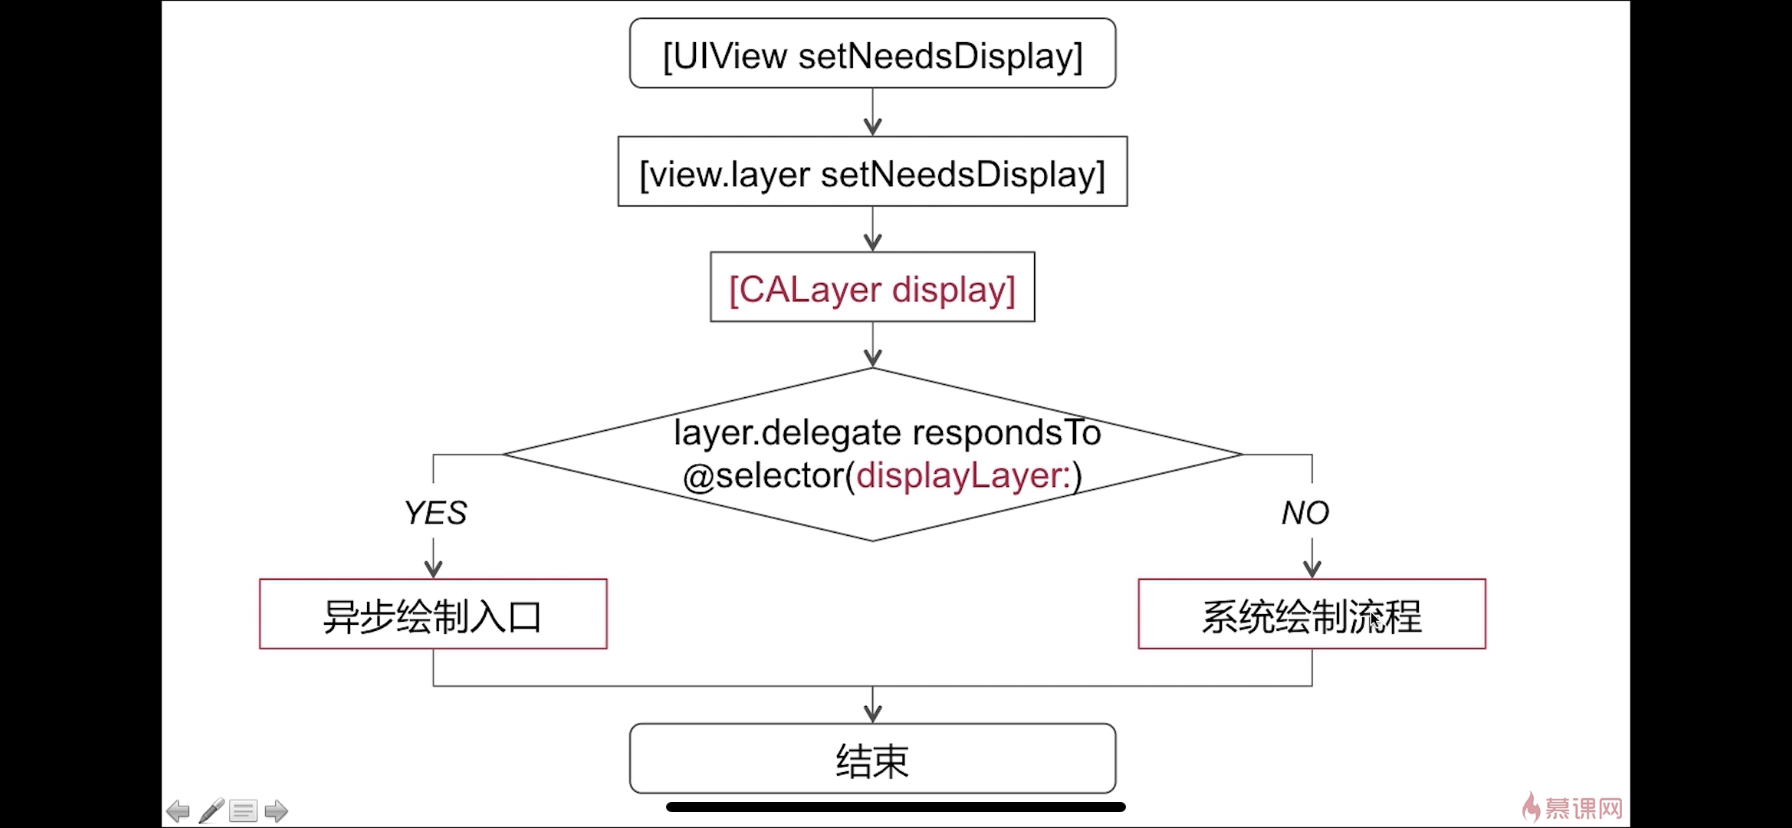 [UIView setNeedsDisplay]
[view.layer setNeedsDisplay]
[CALayer display]
layer.delegate respondsTo
@selector(displayLayer:)
YES
NO
异步绘制入口
系统绘制流程
结束
慕课网